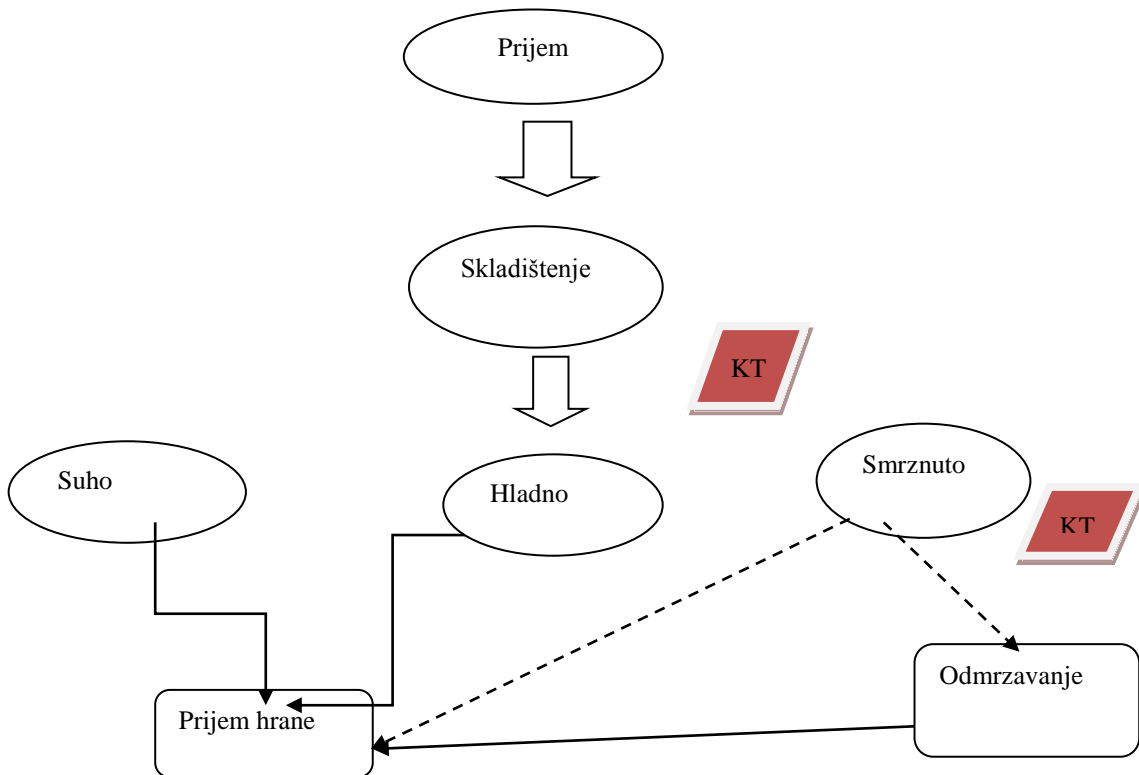 Prijem
Skladištenje
KT
Suho
Hladno
Smrznuto
KT
Odmrzavanje
Prijem hrane